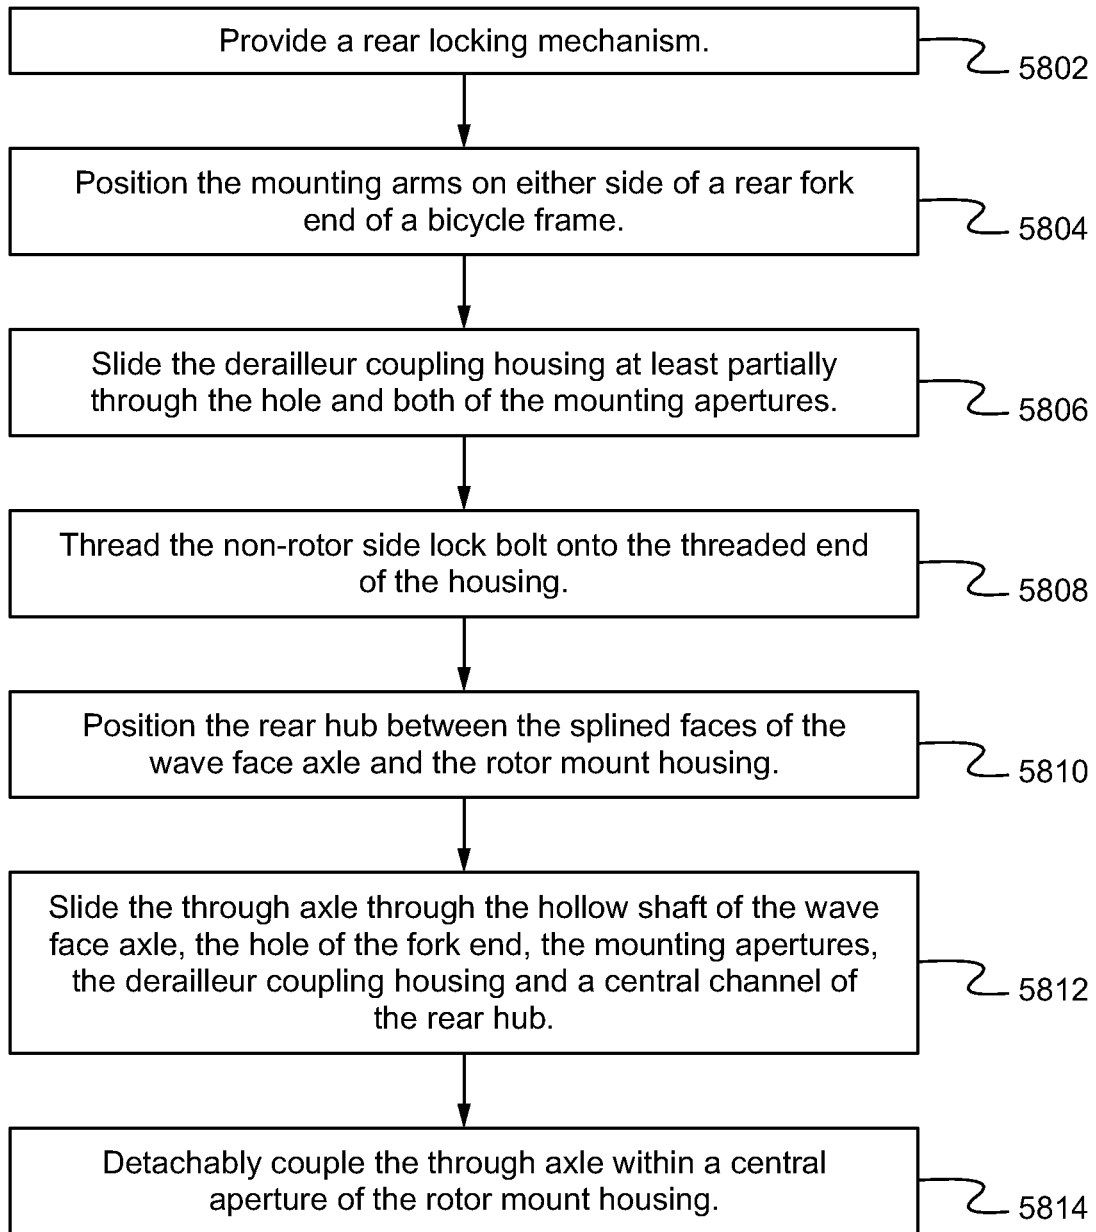 Provide a rear locking mechanism.
5802
Position the mounting arms on either side of a rear fork
end of a bicycle frame.
5804
Slide the derailleur coupling housing at least partially
through the hole and both of the mounting apertures.
5806
Thread the non-rotor side lock bolt onto the threaded end
of the housing.
5808
Position the rear hub between the splined faces of the
wave face axle and the rotor mount housing.
5810
Slide the through axle through the hollow shaft of the wave
face axle, the hole of the fork end, the mounting apertures,
the derailleur coupling housing and a central channel of
the rear hub.
5812
Detachably couple the through axle within a central
aperture of the rotor mount housing.
5814